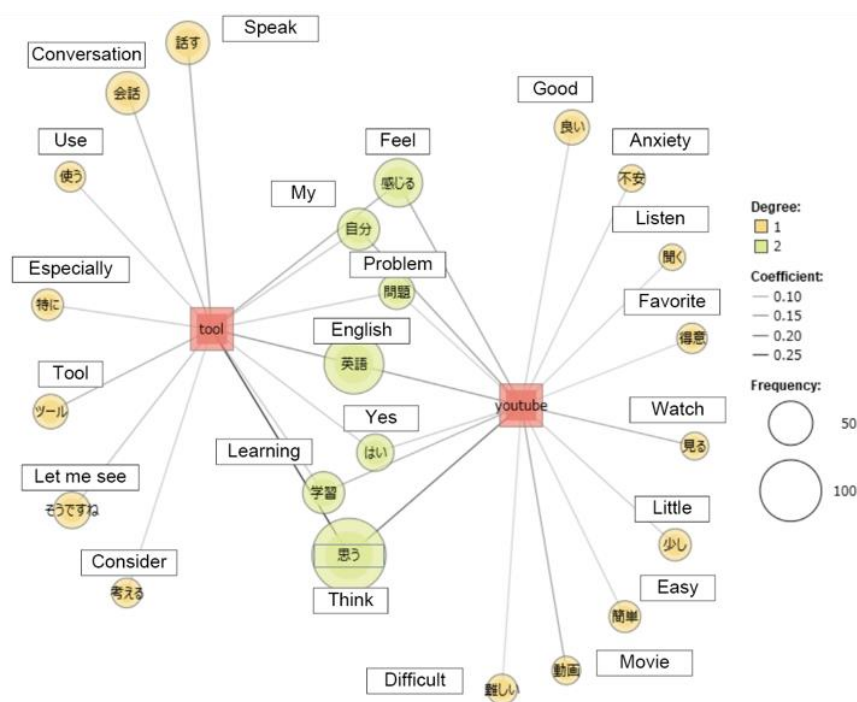 Speak
話す
Conversation
会話
Use
使う
Especially
特に
tool
Tool
ツール
Let me see
そうですね
Consider
考える
Feel
感じる
My
自分
Problem
問題
English
英語
Yes
はい
Learning
学習
思う
Think
youtube
Good
良い
Anxiety
不安
Listen
聞く
Favorite
得意
Watch
見る
Little
少し
Easy
簡単
Movie
動画
Difficult
難しい
Degree:
1
2
Coefficient:
0.10
0.15
0.20
0.25
Frequency:
50
100